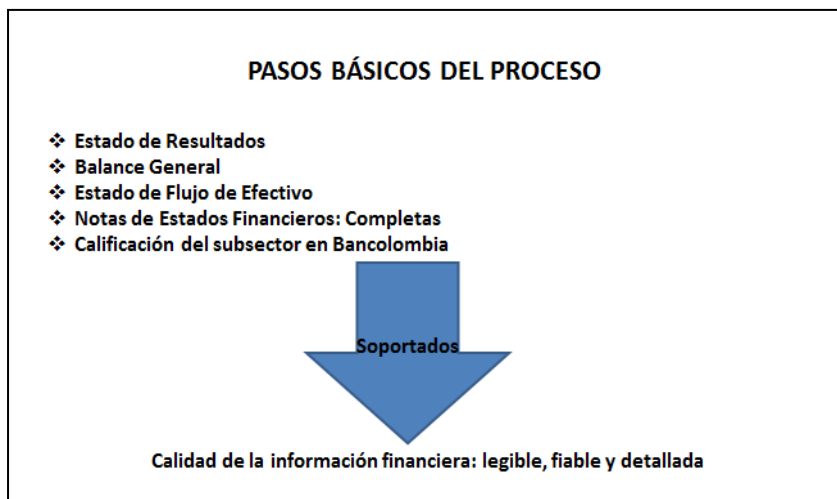 PASOS BÁSICOS DEL PROCESO
❖ Estado de Resultados
❖ Balance General
❖ Estado de Flujo de Efectivo
❖ Notas de Estados Financieros: Completas
❖ Calificación del subsector en Bancolombia
Soportados
Calidad de la información financiera: legible, fiable y detallada